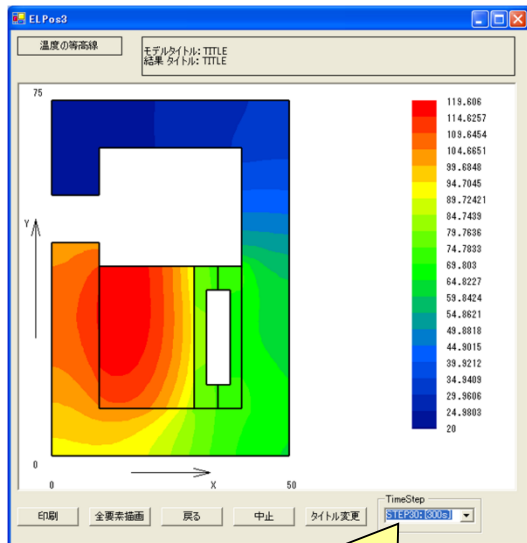 ELPos3
温度の等高線
モデルタイトル: TITLE
結果 タイトル: TITLE
75
Y
0
0
X
50
119.606
114.6257
109.6454
104.6651
99.6848
94.7045
89.72421
84.7439
79.7636
74.7833
69.803
64.8227
59.8424
54.8621
49.8818
44.9015
39.9212
34.9409
29.9606
24.9803
20
TimeStep
印刷
全要素描画
戻る
中止
タイトル変更
STEP30:[300s]